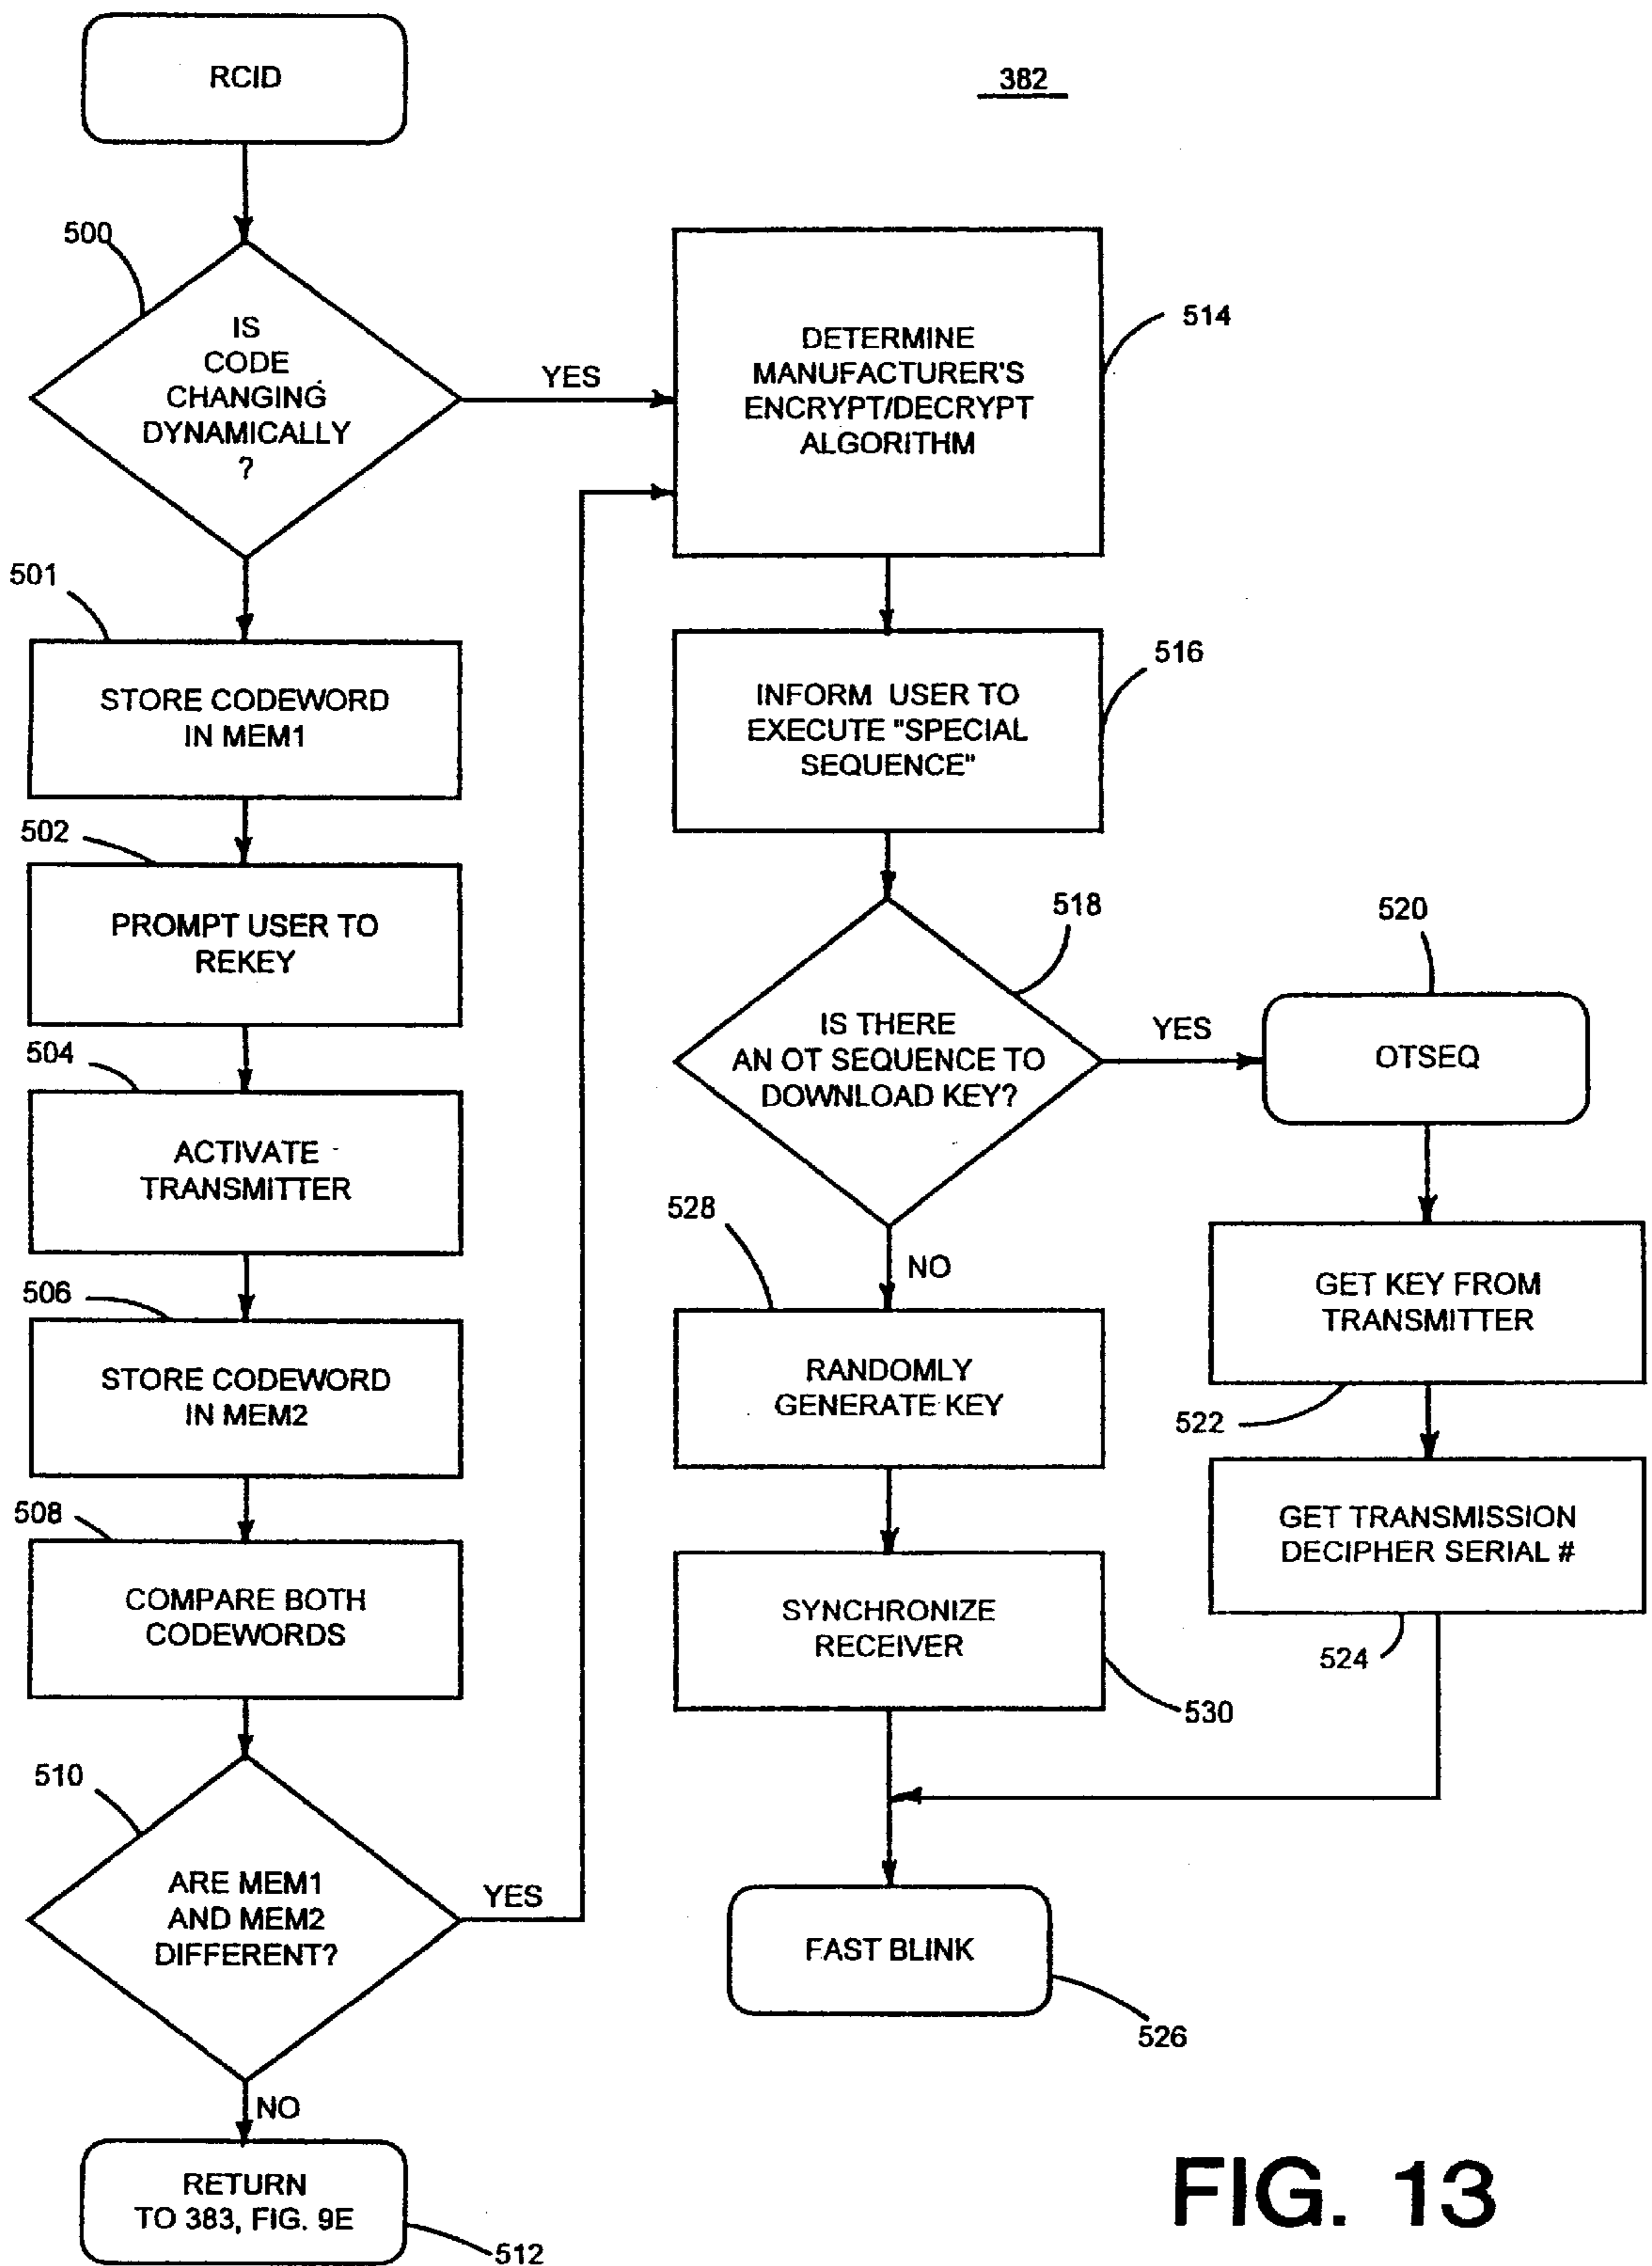 RCID
382
500
IS
CODE
CHANGING
DYNAMICALLY
?
YES
501
STORE CODEWORD
IN MEM1
502
PROMPT USER TO
REKEY
504
ACTIVATE
TRANSMITTER
506
STORE CODEWORD
IN MEM2
508
COMPARE BOTH
CODEWORDS
510
ARE MEM1
AND MEM2
DIFFERENT?
YES
NO
RETURN
TO 383, FIG. 9E
512
DETERMINE
MANUFACTURER'S
ENCRYPT/DECRYPT
ALGORITHM
514
INFORM USER TO
EXECUTE "SPECIAL
SEQUENCE"
516
518
IS THERE
AN OT SEQUENCE TO
DOWNLOAD KEY?
YES
520
OTSEQ
GET KEY FROM
TRANSMITTER
522
GET TRANSMISSION
DECIPHER SERIAL #
524
NO
528
RANDOMLY
GENERATE KEY
SYNCHRONIZE
RECEIVER
530
FAST BLINK
526
FIG. 13